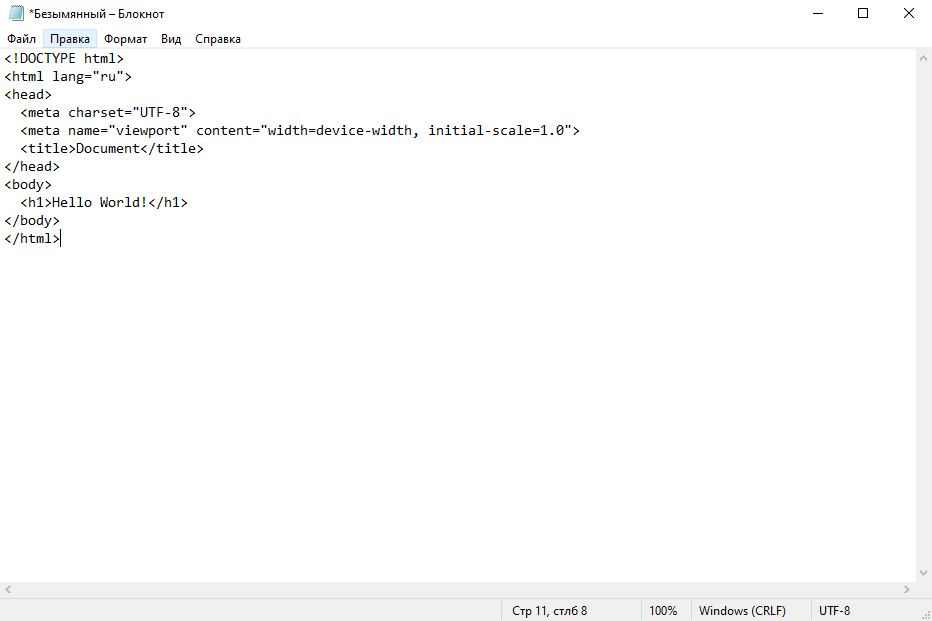 *Безымянный – Блокнот
Файл Правка Формат Вид Справка
<!DOCTYPE html>
<html lang="ru">
<head>
  <meta charset="UTF-8">
  <meta name="viewport" content="width=device-width, initial-scale=1.0">
  <title>Document</title>
</head>
<body>
  <h1>Hello World!</h1>
</body>
</html>
Стр 11, стлб 8 100% Windows (CRLF) UTF-8